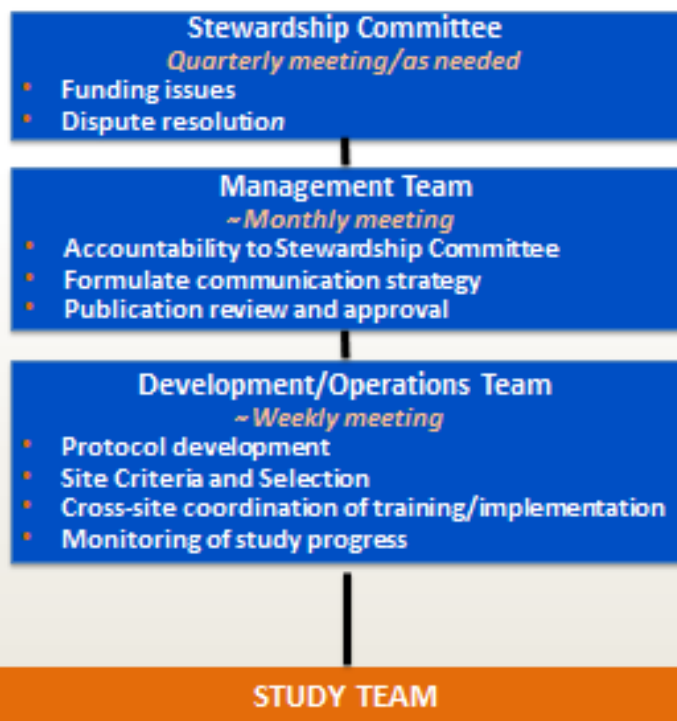 Stewardship Committee
Quarterly meeting/as needed
• Funding issues
• Dispute resolution
Management Team
~Monthly meeting
• Accountability to Stewardship Committee
• Formulate communication strategy
• Publication review and approval
Development/Operations Team
~Weekly meeting
• Protocol development
• Site Criteria and Selection
• Cross-site coordination of training/implementation
• Monitoring of study progress
STUDY TEAM